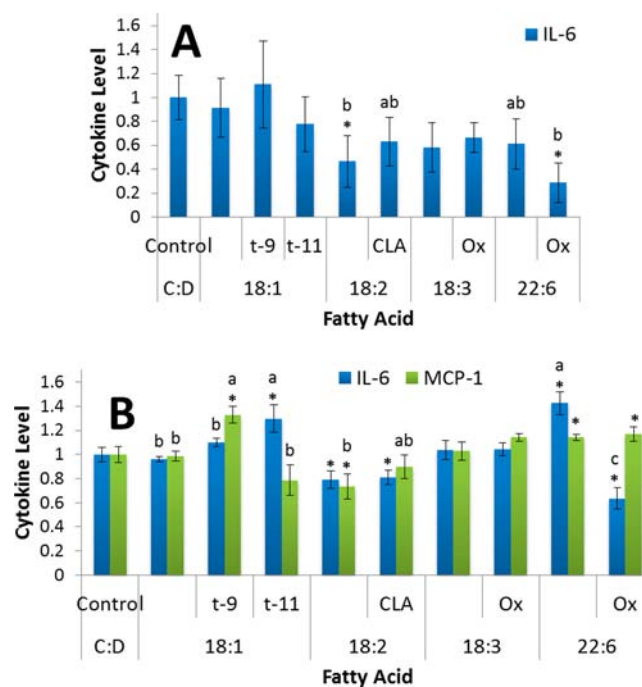 A
IL-6
Cytokine Level
1.6
1.4
1.2
1
0.8
0.6
0.4
0.2
0
b
*
ab
ab
b
*
Control t-9 t-11 CLA Ox Ox
C:D 18:1 18:2 18:3 22:6
Fatty Acid
B
IL-6 MCP-1
Cytokine Level
1.6
1.4
1.2
1
0.8
0.6
0.4
0.2
0
b b
b
a
*
a
*
b
*
b
*
*
ab
a
*
*
c
*
*
Control t-9 t-11 CLA Ox Ox
C:D 18:1 18:2 18:3 22:6
Fatty Acid